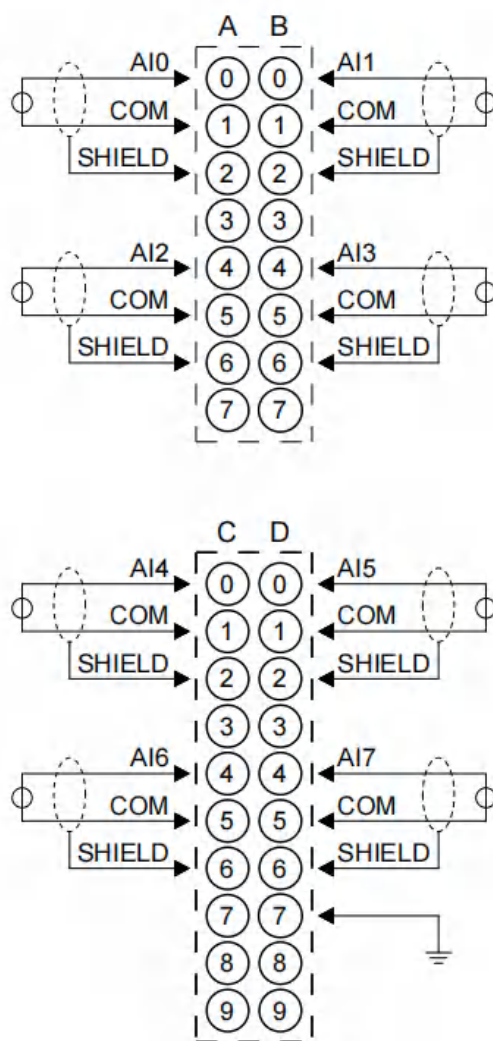 A B
AI0 0 0 AI1
COM 1 1 COM
SHIELD 2 2 SHIELD
3 3
AI2 4 4 AI3
COM 5 5 COM
SHIELD 6 6 SHIELD
7 7
C D
AI4 0 0 AI5
COM 1 1 COM
SHIELD 2 2 SHIELD
3 3
AI6 4 4 AI7
COM 5 5 COM
SHIELD 6 6 SHIELD
7 7
8 8
9 9